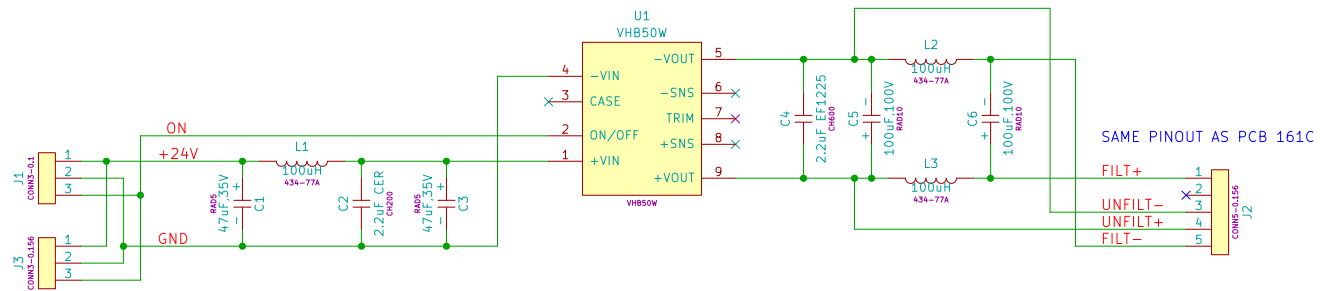 U1
VHB50W
4 -VIN
3 CASE
2 ON/OFF
1 +VIN
-VOUT 5
-SNS 6
TRIM 7
+SNS 8
+VOUT 9
VHB50W
ON
+24V
GND
J1
CONN3-0.1
1
2
3
J3
CONN3-0.156
1
2
3
RAD5
47uF,35V
+
-
C1
L1
100uH
434-77A
C2
2.2uF_CER
CH200
RAD5
47uF,35V
+
-
C3
C4
2.2uF_EF1225
CH600
C5
-
+
100uF,100V
RAD10
L2
100uH
434-77A
L3
100uH
434-77A
C6
-
+
100uF,100V
RAD10
SAME PINOUT AS PCB 161C
FILT+ 1
2
UNFILT- 3
UNFILT+ 4
FILT- 5
CONN5-0.156
J2